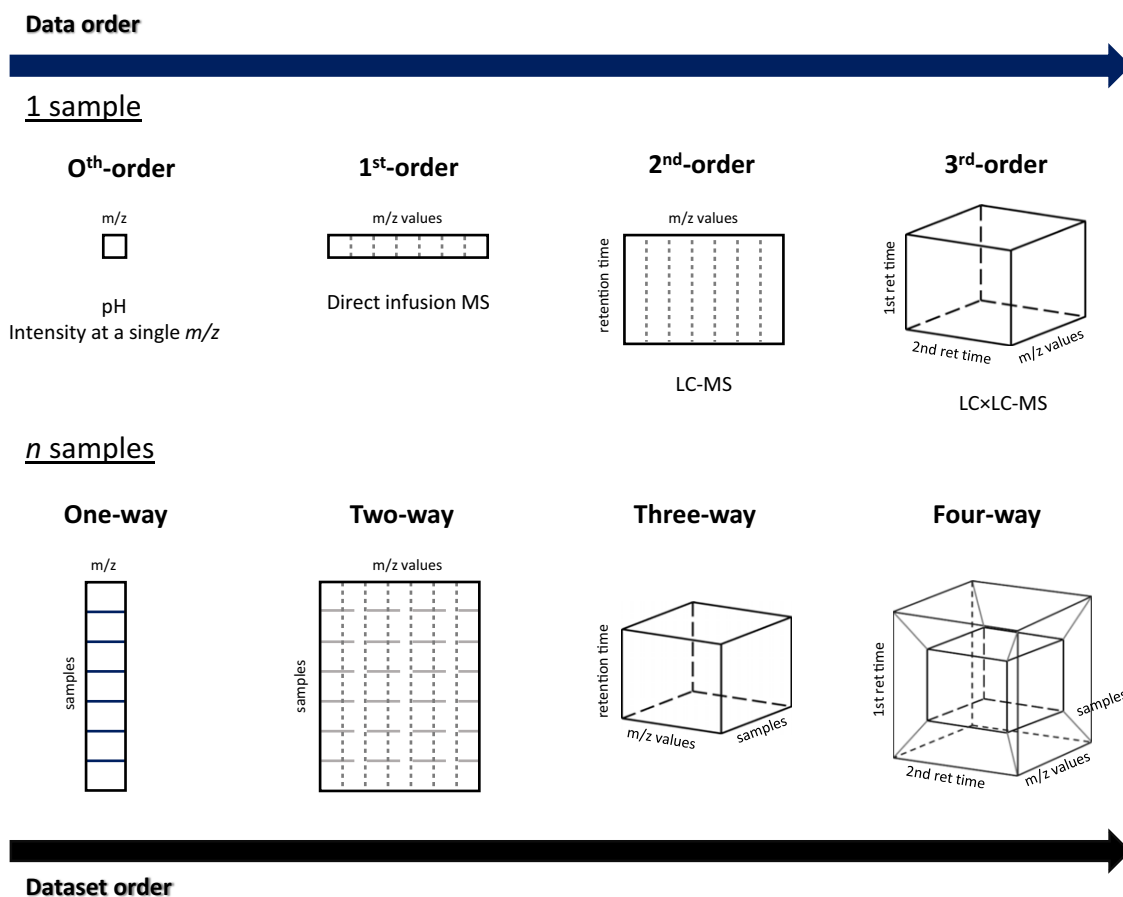 Data order
1 sample
Oth-order
1st-order
2nd-order
3rd-order
m/z
m/z values
m/z values
retention time
1st ret time
2nd ret time
m/z values
pH
Intensity at a single m/z
Direct infusion MS
LC-MS
LC×LC-MS
n samples
One-way
Two-way
Three-way
Four-way
m/z
samples
m/z values
samples
retention time
m/z values
samples
1st ret time
2nd ret time
m/z values
samples
Dataset order